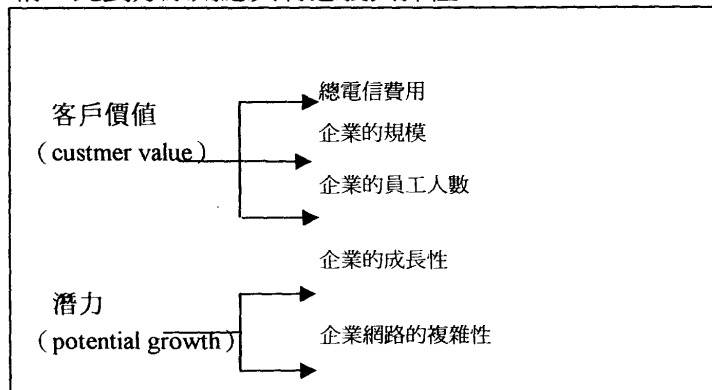 客戶價值
(custmer value)
總電信費用
企業的規模
企業的員工人數
潛力
(potential growth)
企業的成長性
企業網路的複雜性